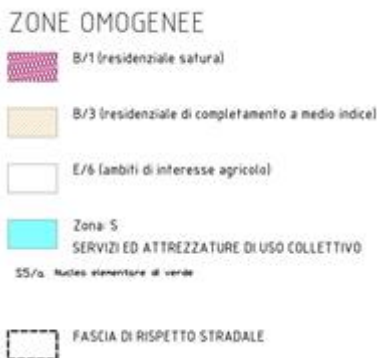 ZONE OMOGENEE
B/1 (residenziale satura)
B/3 (residenziale di completamento a medio indice)
E/6 (ambiti di interesse agricolo)
Zona: S
SERVIZI ED ATTREZZATURE DI USO COLLETTIVO
S5/a Nucleo elementare di verde
FASCIA DI RISPETTO STRADALE